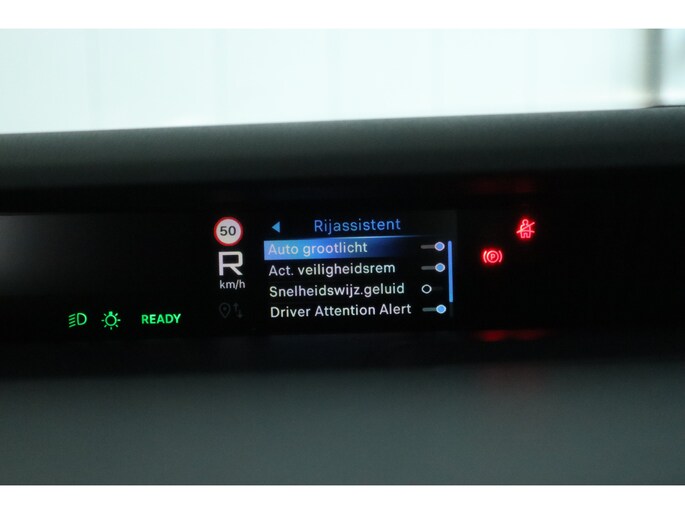 50
R
km/h
READY
Rijassistent
Auto grootlicht
Act. veiligheidsrem
Snelheidswijz.geluid
Driver Attention Alert
P